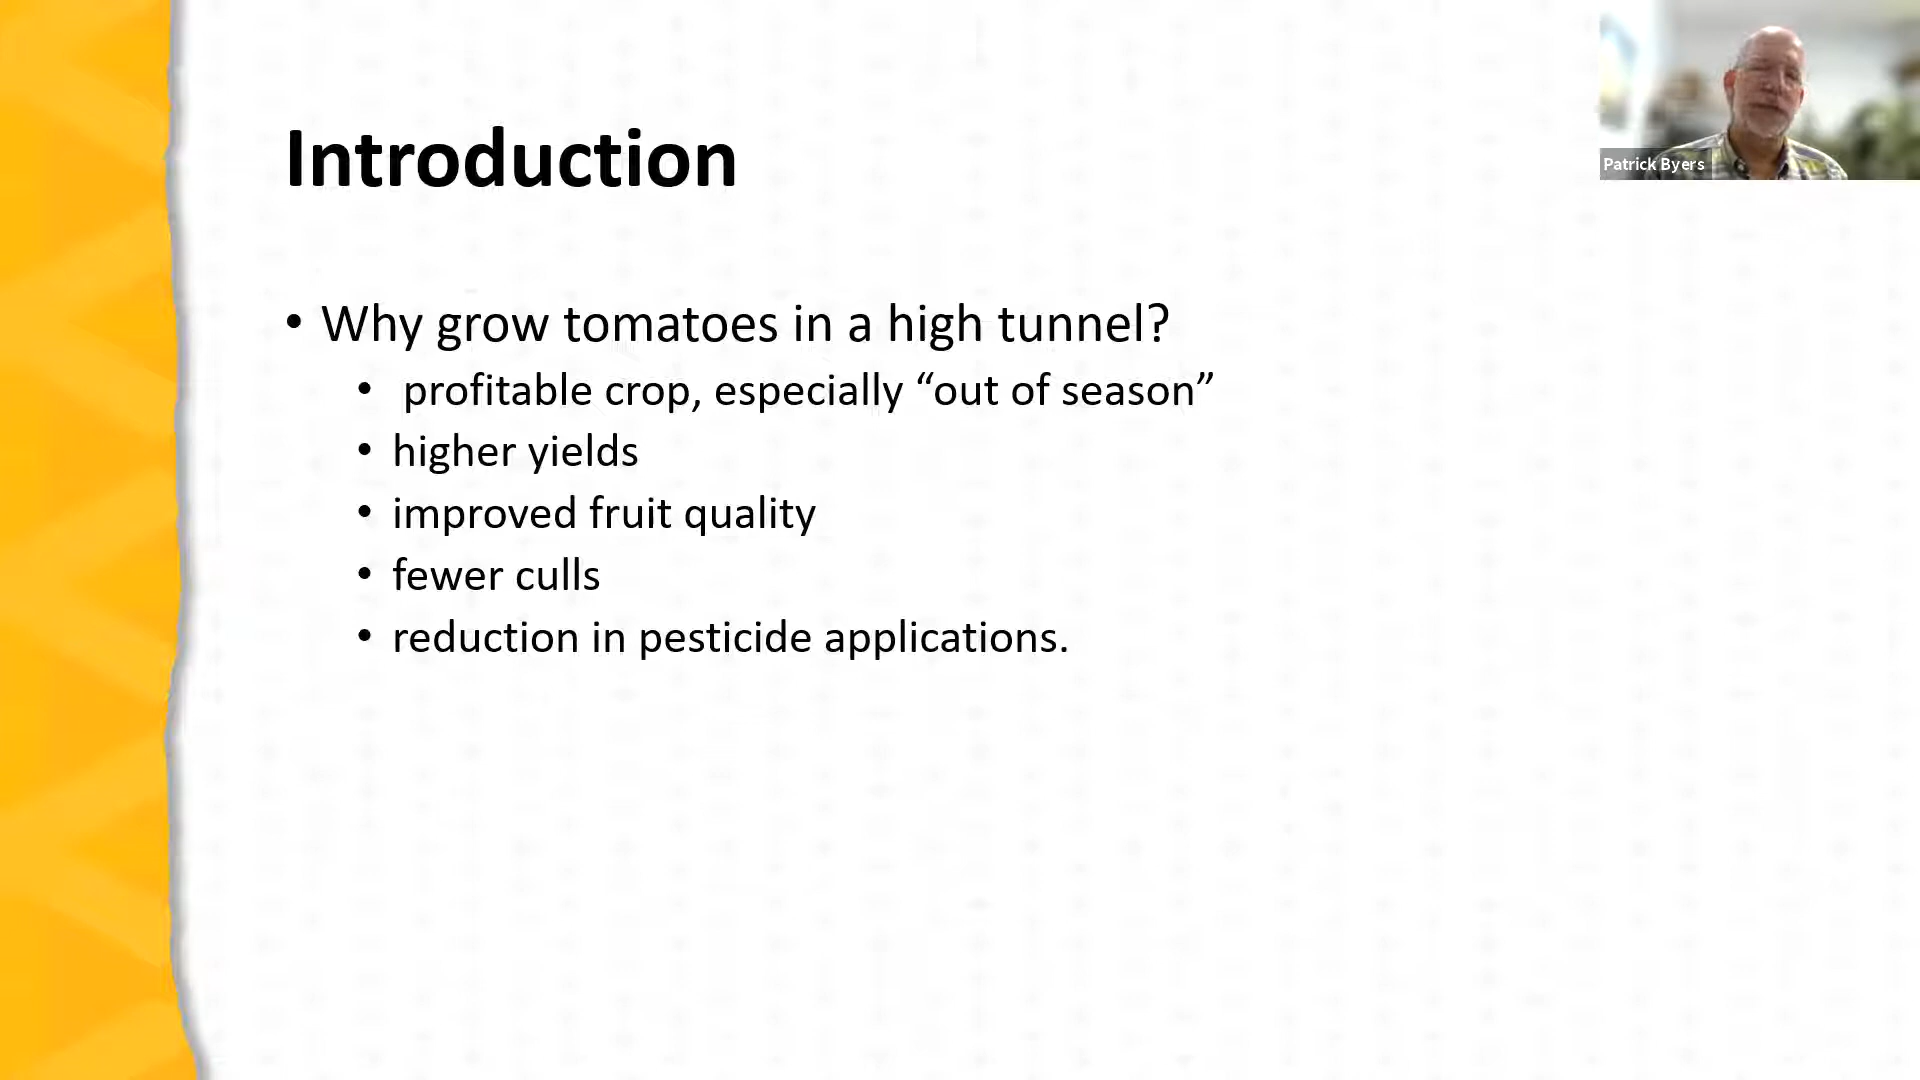 Introduction
Patrick Byers
• Why grow tomatoes in a high tunnel?
• profitable crop, especially “out of season”
• higher yields
• improved fruit quality
• fewer culls
• reduction in pesticide applications.